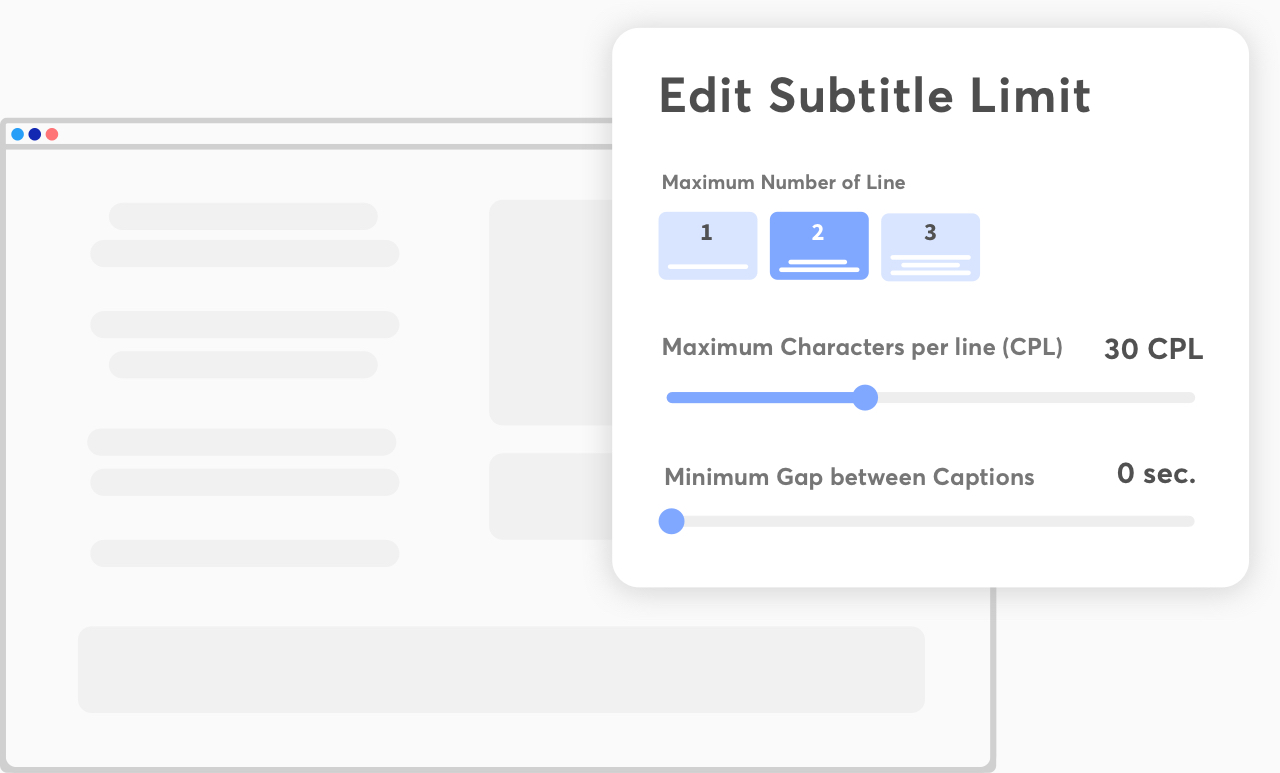 Edit Subtitle Limit
Maximum Number of Line
1 2 3
Maximum Characters per line (CPL) 30 CPL
Minimum Gap between Captions 0 sec.